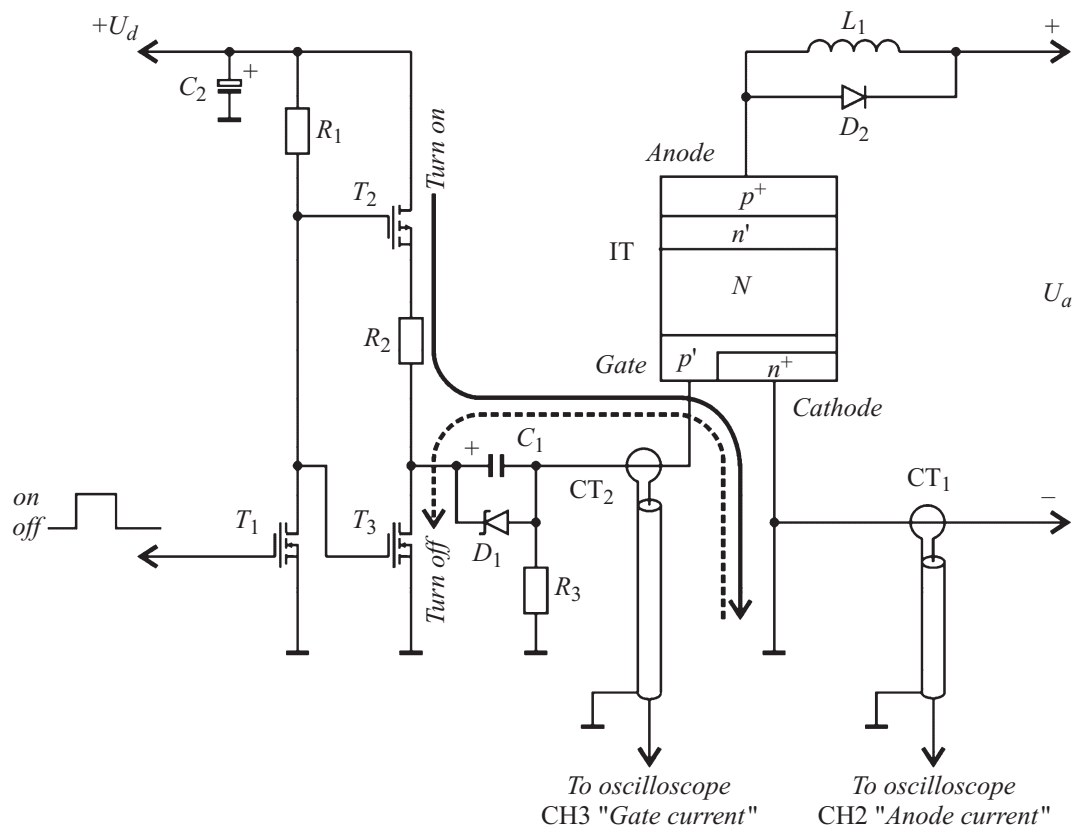 +U_d
C_2
+
R_1
T_2
Turn on
R_2
+
C_1
on
off
T_1
T_3
D_1
Turn off
R_3
CT_2
L_1
+
D_2
Anode
p^+
n'
IT
N
U_a
Gate
p'
n^+
Cathode
CT_1
−
To oscilloscope
CH3 "Gate current"
To oscilloscope
CH2 "Anode current"